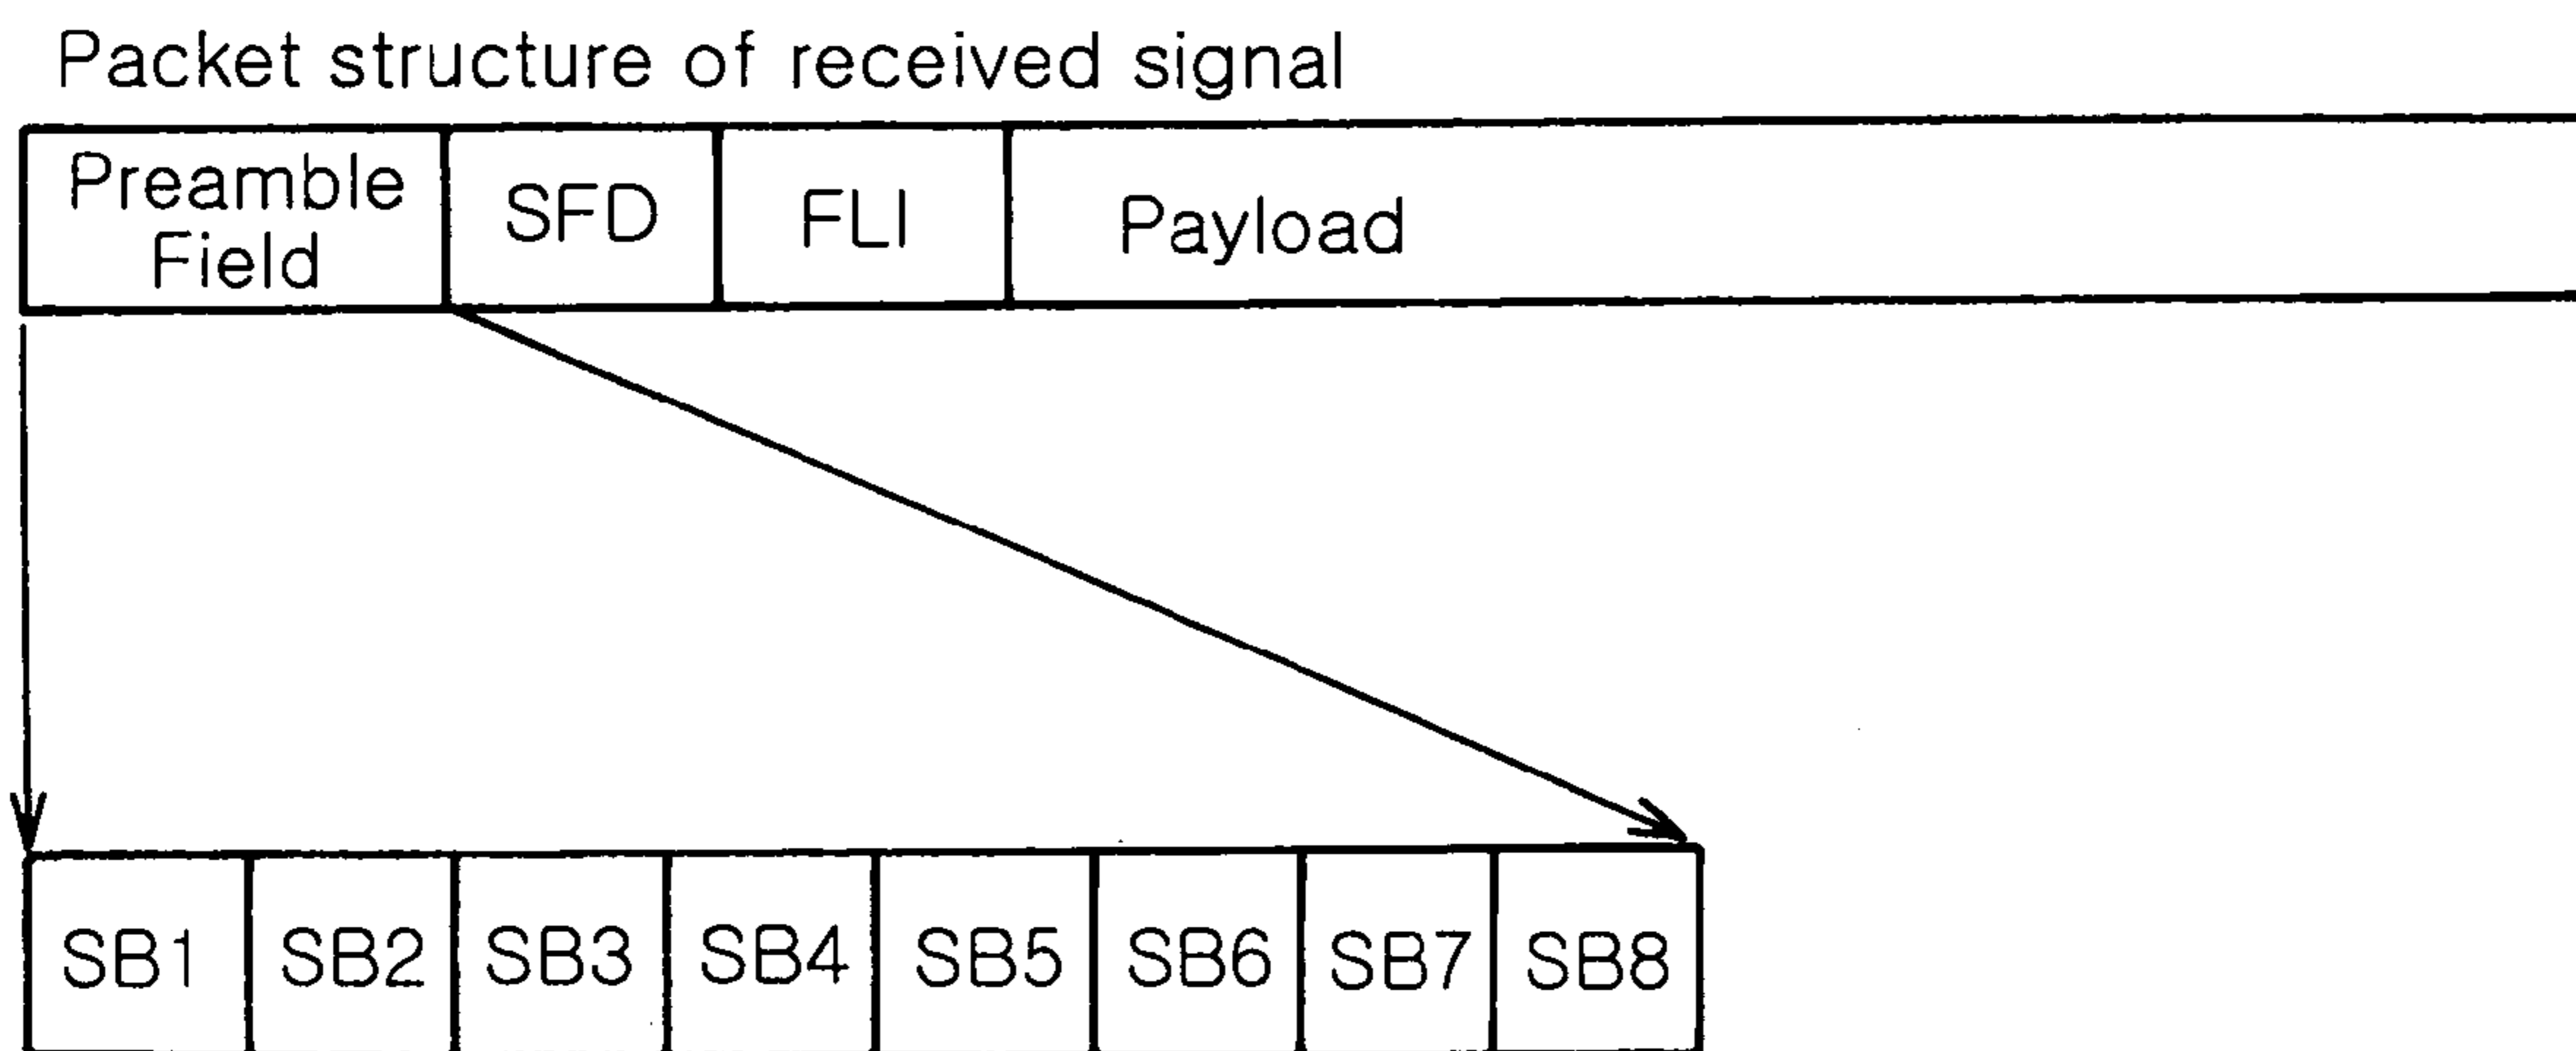 Packet structure of received signal
Preamble
Field
SFD
FLI
Payload
SB1 SB2 SB3 SB4 SB5 SB6 SB7 SB8